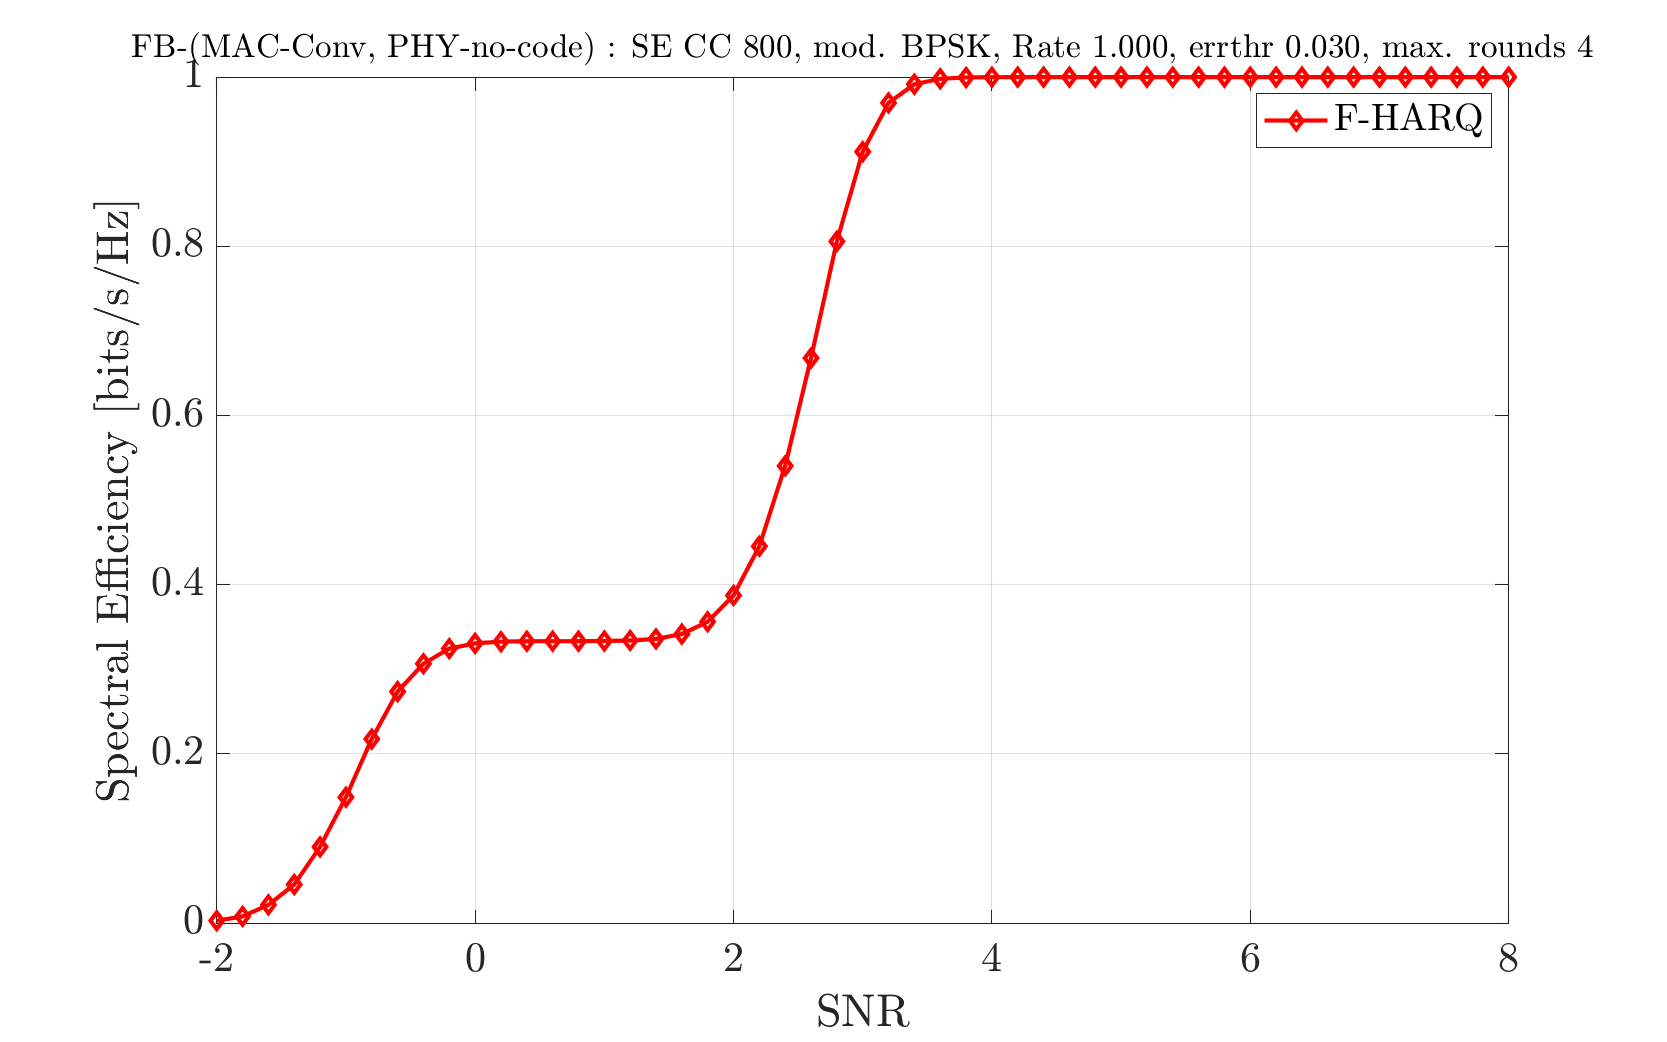 FB-(MAC-Conv, PHY-no-code) : SE CC 800, mod. BPSK, Rate 1.000, errthr 0.030, max. rounds 4
1
F-HARQ
0.8
0.6
0.4
0.2
0
Spectral Efficiency [bits/s/Hz]
-2 0 2 4 6 8
SNR